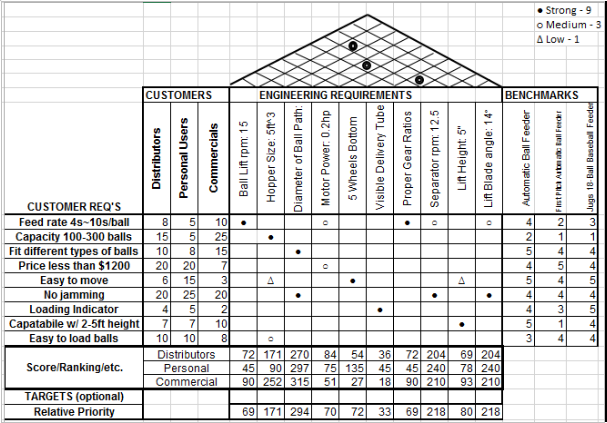 ● Strong - 9
○ Medium - 3
Δ Low - 1
CUSTOMERS ENGINEERING REQUIREMENTS BENCHMARKS
CUSTOMER REQ'S Distributors Personal Users Commercials Ball Lift rpm: 15 Hopper Size: 5ft^3 Diameter of Ball Path: Motor Power: 0.2hp 5 Wheels Bottom Visible Delivery Tube Proper Gear Ratios Separator rpm: 12.5 Lift Height: 5" Lift Blade angle: 14° Automatic Ball Feeder First Pitch Automatic Ball Feeder Jugs 18-Ball Baseball Feeder
Feed rate 4s~10s/ball 8 5 10 ● ○ ● ○ ○ 4 2 3
Capacity 100-300 balls 15 5 25 ● 2 1 1
Fit different types of balls 10 8 15 ● 5 4 4
Price less than $1200 20 20 7 ○ 4 5 4
Easy to move 6 15 3 Δ ● Δ 5 4 5
No jamming 20 25 20 ● ● ● 4 4 4
Loading Indicator 4 5 2 ● 4 3 5
Capatabile w/ 2-5ft height 7 7 10 ● 5 1 4
Easy to load balls 10 10 8 ○ 3 4 4
Score/Ranking/etc.
Distributors 72 171 270 84 54 36 72 204 69 204
Personal 45 90 297 75 135 45 45 240 78 240
Commercial 90 252 315 51 27 18 90 210 93 210
TARGETS (optional)
Relative Priority 69 171 294 70 72 33 69 218 80 218